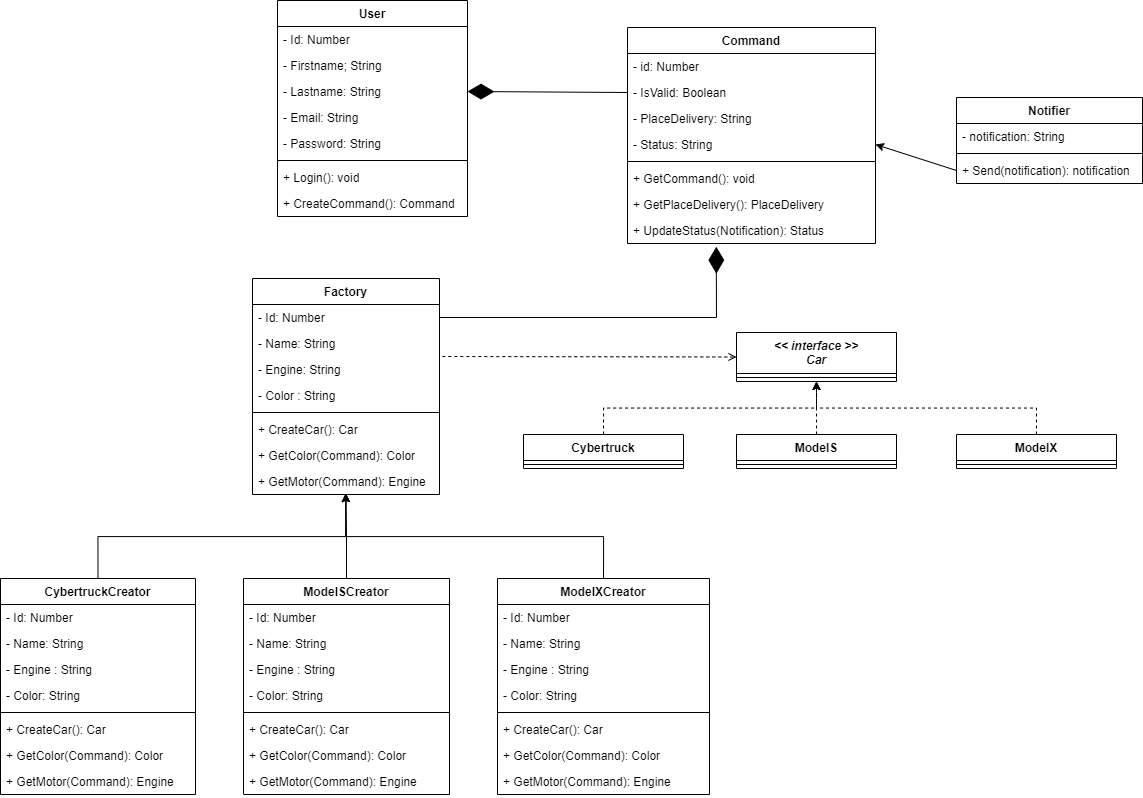 User
- Id: Number
- Firstname; String
- Lastname: String
- Email: String
- Password: String
+ Login(): void
+ CreateCommand(): Command
Command
- id: Number
- IsValid: Boolean
- PlaceDelivery: String
- Status: String
+ GetCommand(): void
+ GetPlaceDelivery(): PlaceDelivery
+ UpdateStatus(Notification): Status
Notifier
- notification: String
+ Send(notification): notification
Factory
- Id: Number
- Name: String
- Engine: String
- Color : String
+ CreateCar(): Car
+ GetColor(Command): Color
+ GetMotor(Command): Engine
<< interface >>
Car
Cybertruck
ModelS
ModelX
CybertruckCreator
- Id: Number
- Name: String
- Engine : String
- Color: String
+ CreateCar(): Car
+ GetColor(Command): Color
+ GetMotor(Command): Engine
ModelSCreator
- Id: Number
- Name: String
- Engine : String
- Color: String
+ CreateCar(): Car
+ GetColor(Command): Color
+ GetMotor(Command): Engine
ModelXCreator
- Id: Number
- Name: String
- Engine : String
- Color: String
+ CreateCar(): Car
+ GetColor(Command): Color
+ GetMotor(Command): Engine